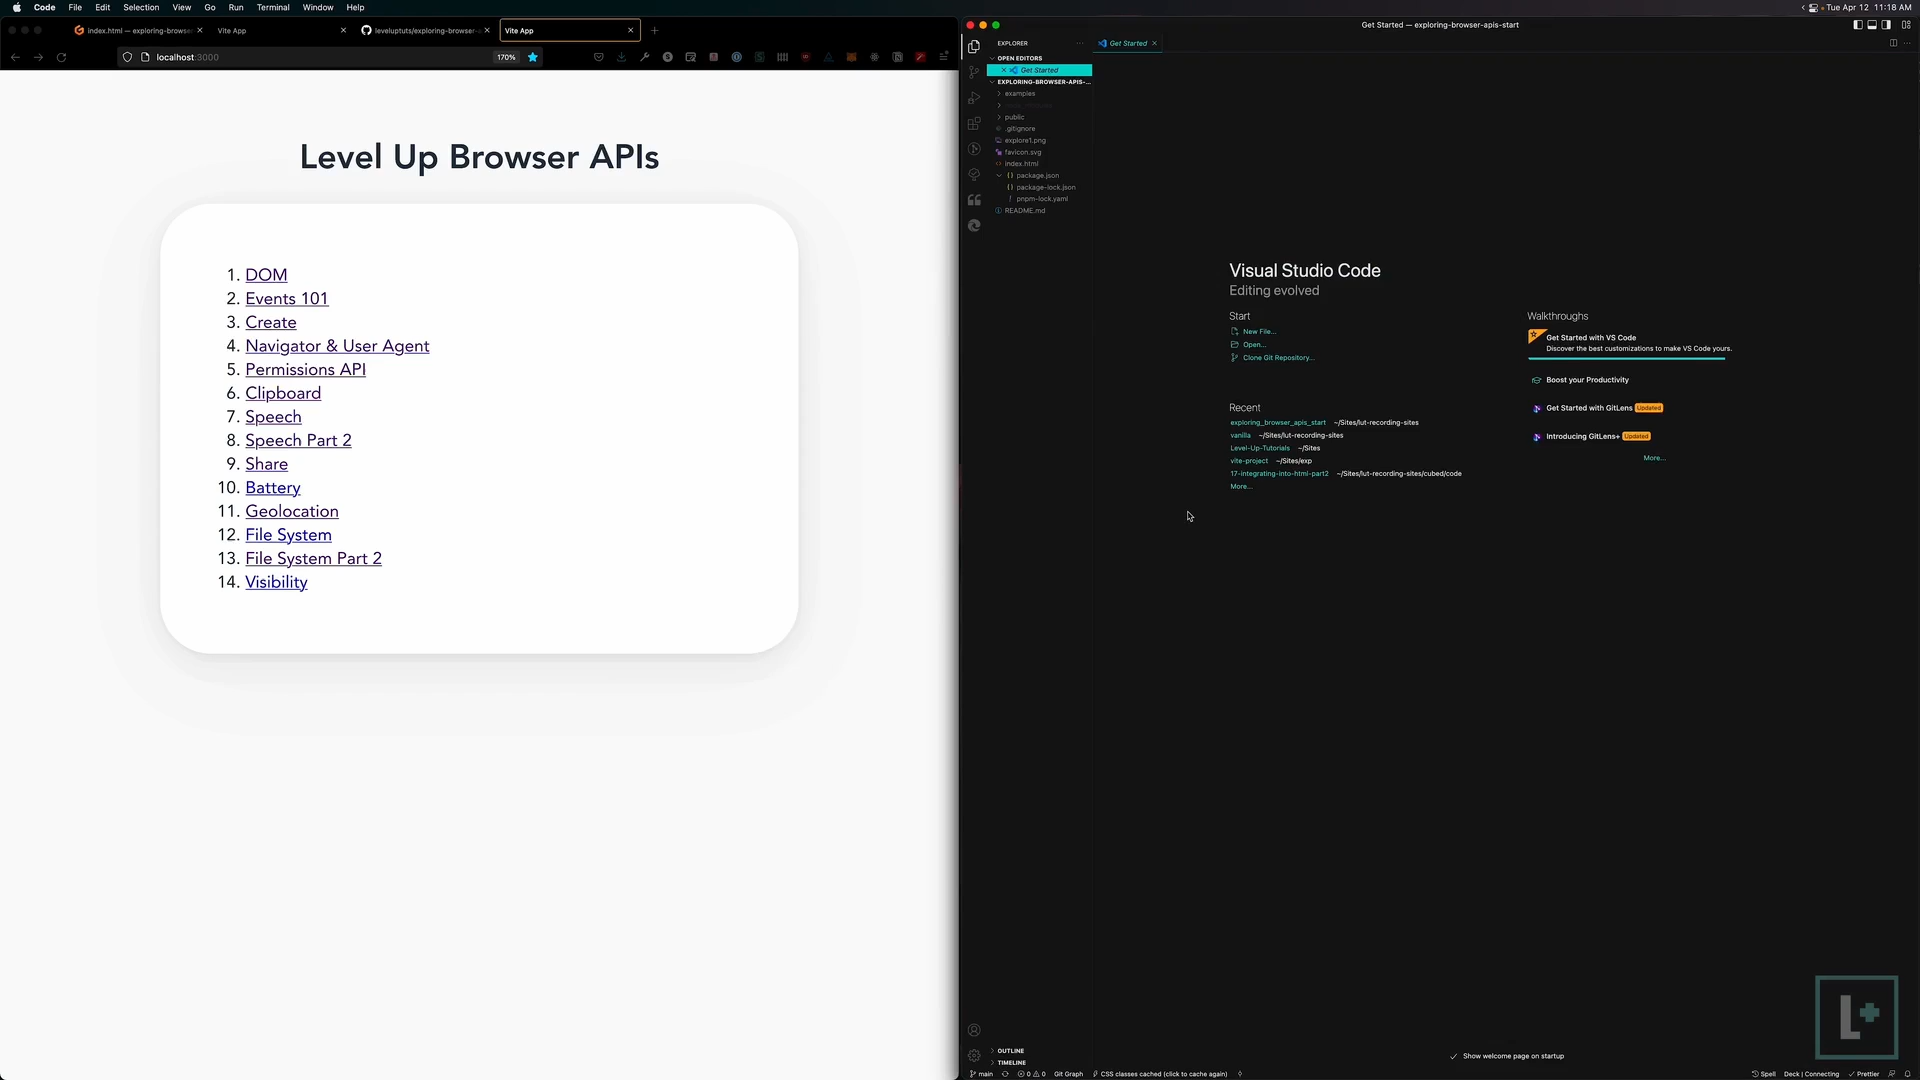 Code File Edit Selection View Go Run Terminal Window Help
Tue Apr 12 11:18 AM
index.html — exploring-browser
Vite App
leveluptuts/exploring-browser-a
Vite App
localhost:3000
170%
Level Up Browser APIs
1. DOM
2. Events 101
3. Create
4. Navigator & User Agent
5. Permissions API
6. Clipboard
7. Speech
8. Speech Part 2
9. Share
10. Battery
11. Geolocation
12. File System
13. File System Part 2
14. Visibility
Get Started — exploring-browser-apis-start
EXPLORER
OPEN EDITORS
Get Started
EXPLORING-BROWSER-APIS-...
examples
public
.gitignore
explore1.png
favicon.svg
index.html
package.json
package-lock.json
pnpm-lock.yaml
README.md
OUTLINE
TIMELINE
Get Started
Visual Studio Code
Editing evolved
Start
New File...
Open...
Clone Git Repository...
Recent
exploring_browser_apis_start ~/Sites/lut-recording-sites
vanilla ~/Sites/lut-recording-sites
Level-Up-Tutorials ~/Sites
vite-project ~/Sites/exp
17-integrating-into-html-part2 ~/Sites/lut-recording-sites/cubed/code
More...
Walkthroughs
Get Started with VS Code
Discover the best customizations to make VS Code yours.
Boost your Productivity
Get Started with GitLens Updated
Introducing GitLens+ Updated
More...
Show welcome page on startup
L+
main 0 0 Git Graph CSS classes cached (click to cache again) Spell Deck | Connecting Prettier